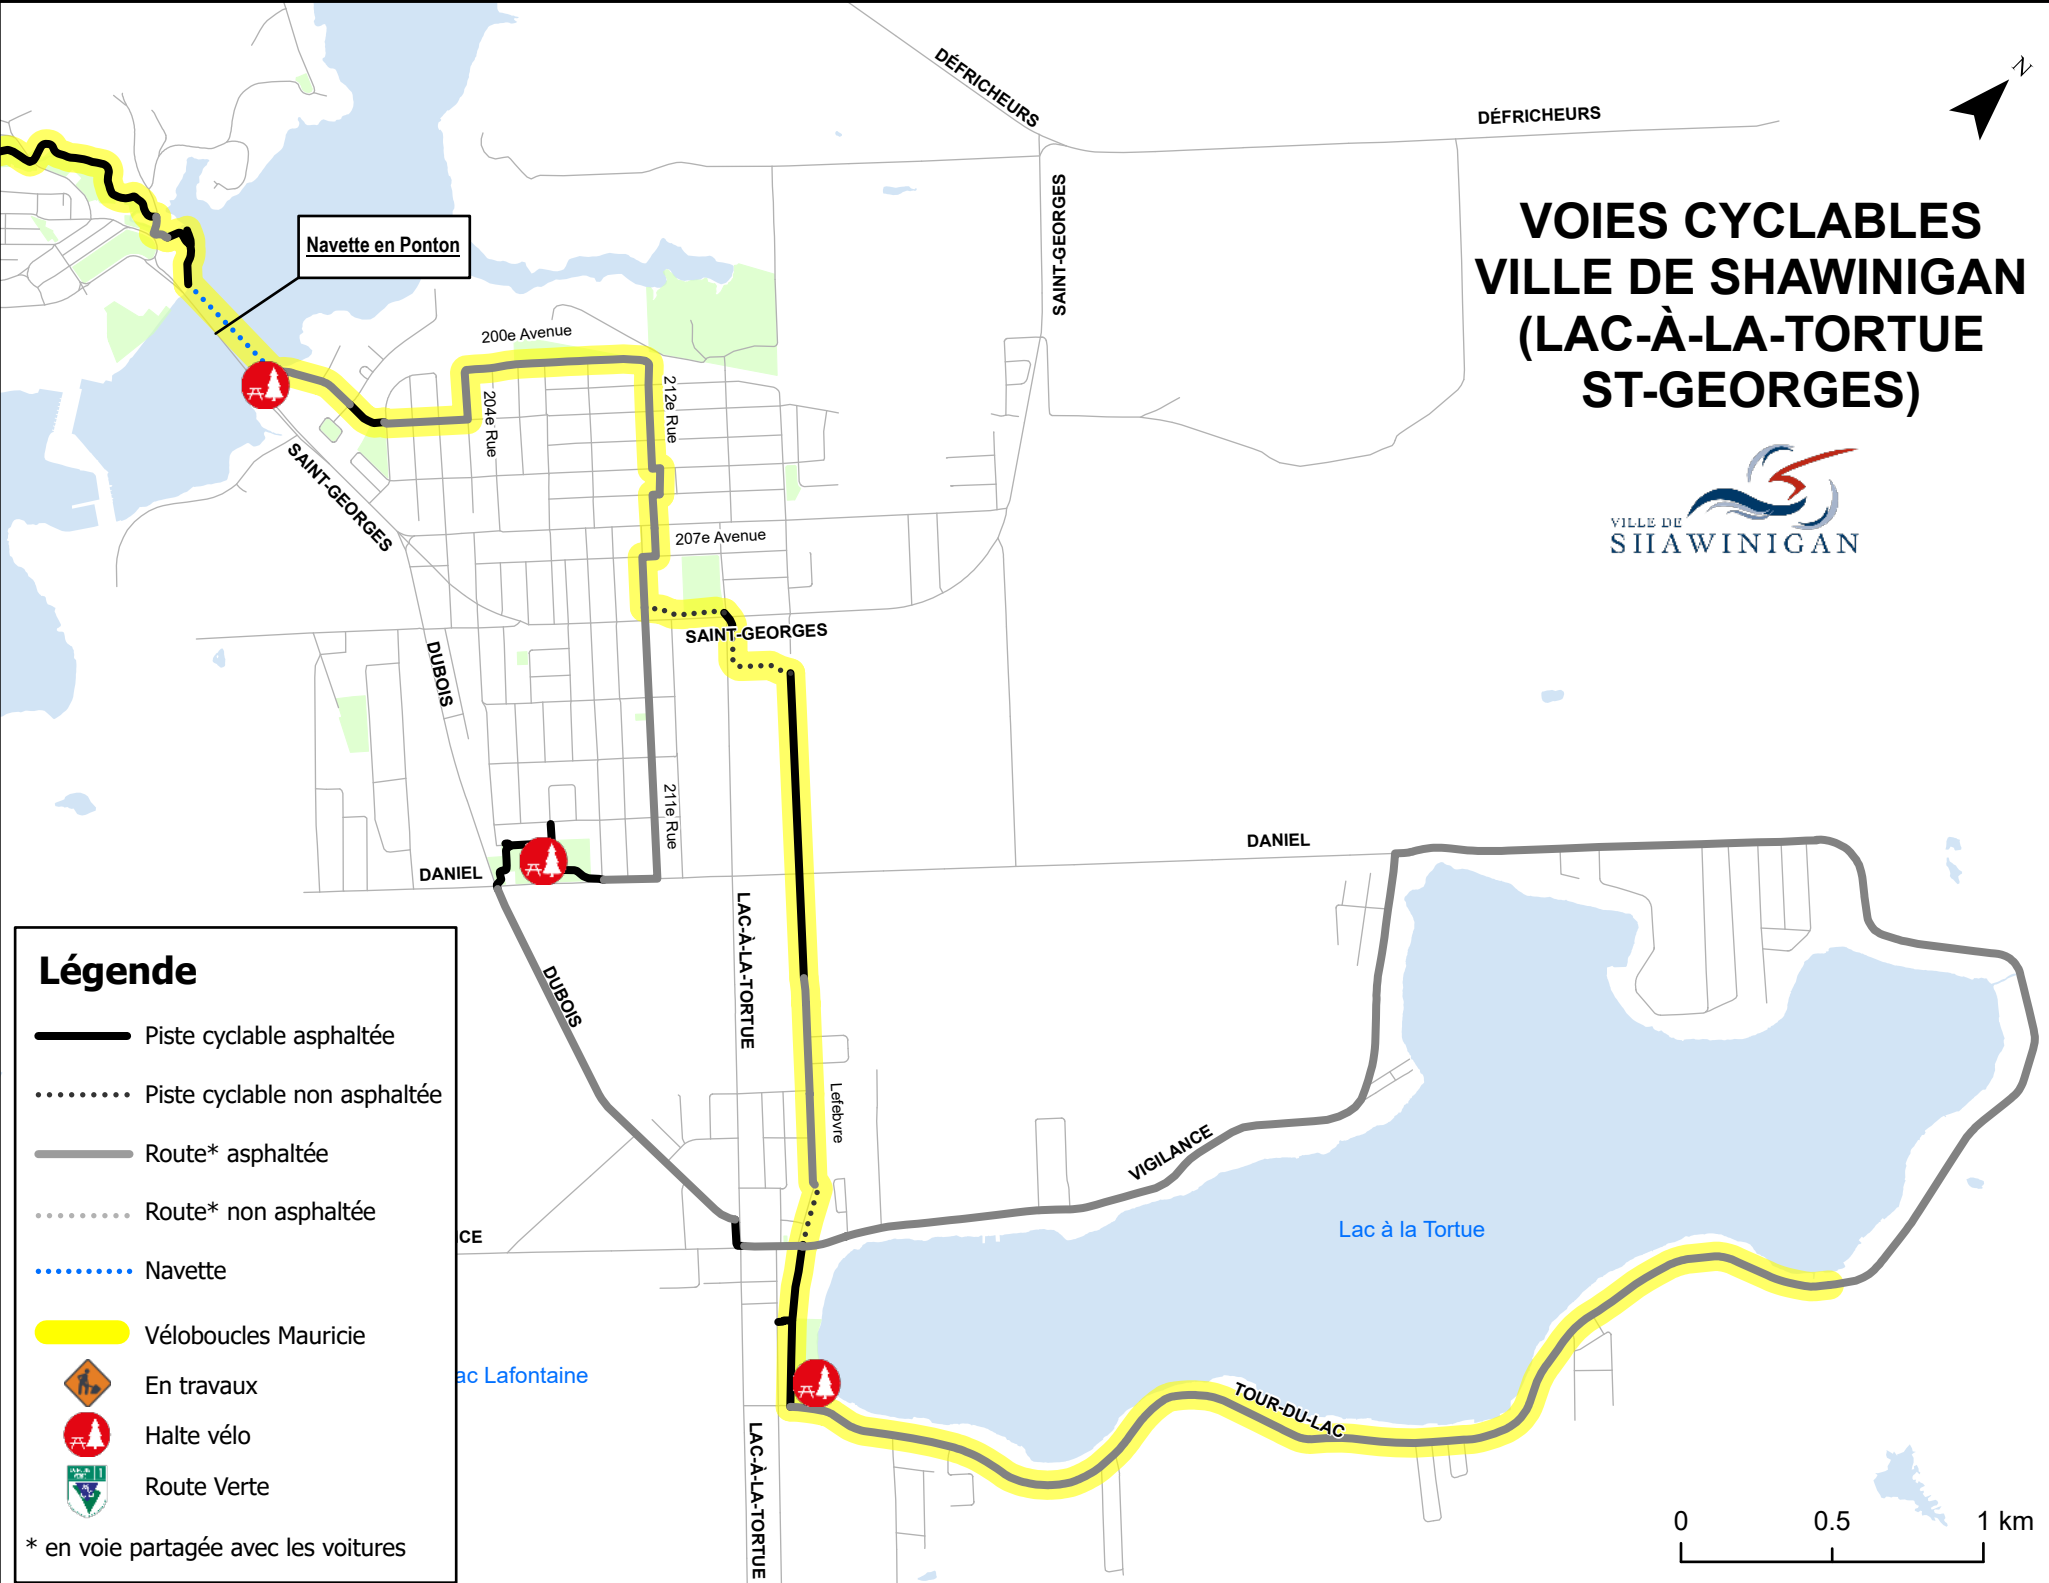 N
DÉFRICHEURS
DÉFRICHEURS
SAINT-GEORGES
VOIES CYCLABLES
VILLE DE SHAWINIGAN
(LAC-À-LA-TORTUE
ST-GEORGES)
VILLE DE
SHAWINIGAN
Navette en Ponton
200e Avenue
204e Rue
212e Rue
SAINT-GEORGES
207e Avenue
SAINT-GEORGES
DUBOIS
211e Rue
DANIEL
DANIEL
LAC-À-LA-TORTUE
DUBOIS
Lefebvre
VIGILANCE
CE
Lac à la Tortue
ac Lafontaine
TOUR-DU-LAC
LAC-À-LA-TORTUE
Légende
Piste cyclable asphaltée
Piste cyclable non asphaltée
Route* asphaltée
Route* non asphaltée
Navette
Véloboucles Mauricie
En travaux
Halte vélo
Route Verte
* en voie partagée avec les voitures
0 0.5 1 km